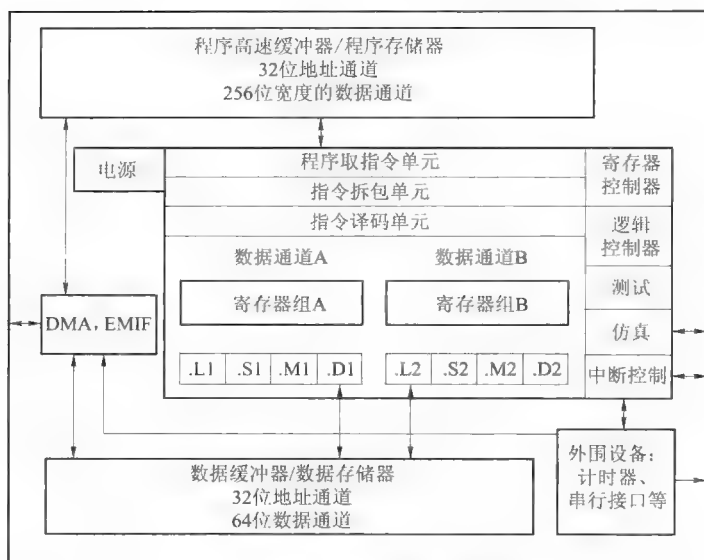 程序高速缓冲器/程序存储器
32位地址通道
256位宽度的数据通道
电源
程序取指令单元
指令拆包单元
指令译码单元
寄存器
控制器
逻辑
控制器
测试
仿真
中断控制
数据通道A
数据通道B
寄存器组A
寄存器组B
.L1 .S1 .M1 .D1
.L2 .S2 .M2 .D2
DMA, EMIF
数据缓冲器/数据存储器
32位地址通道
64位数据通道
外围设备:
计时器、
串行接口等